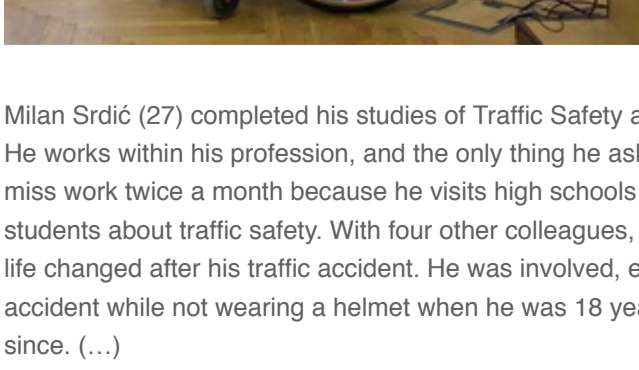 Milan Srdić (27) completed his studies of Traffic Safety
He works within his profession, and the only thing he
miss work twice a month because he visits high schools
students about traffic safety. With four other colleagues,
life changed after his traffic accident. He was involved,
accident while not wearing a helmet when he was 18
since. (…)